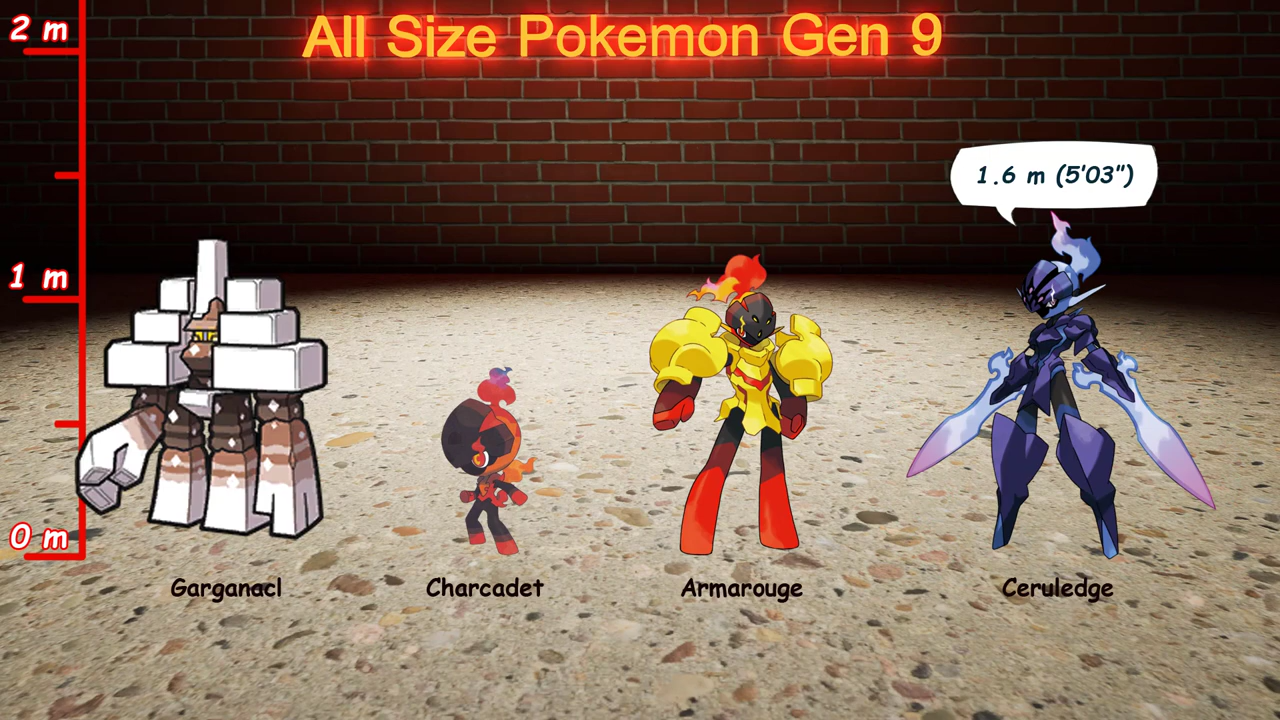 All Size Pokemon Gen 9
2 m
1.6 m (5'03")
1 m
0 m
Garganacl
Charcadet
Armarouge
Ceruledge